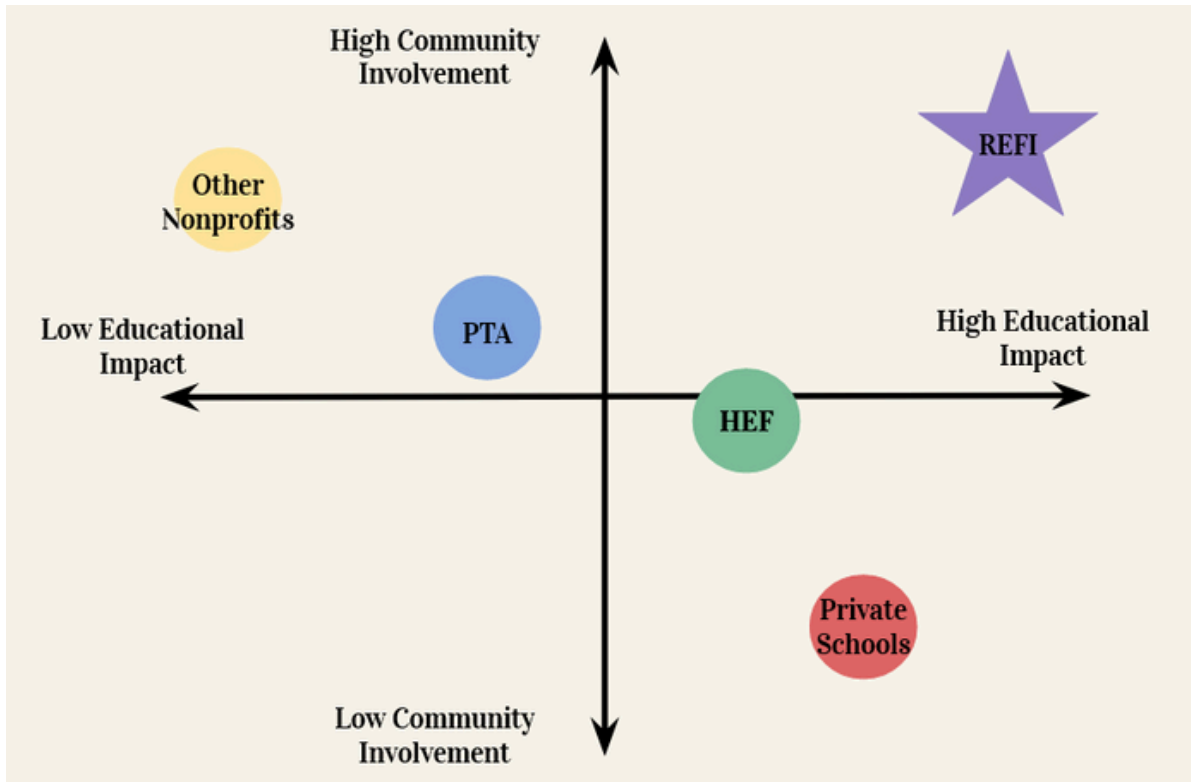 High Community
Involvement
REFI
Other
Nonprofits
PTA
Low Educational
Impact
High Educational
Impact
HEF
Private
Schools
Low Community
Involvement